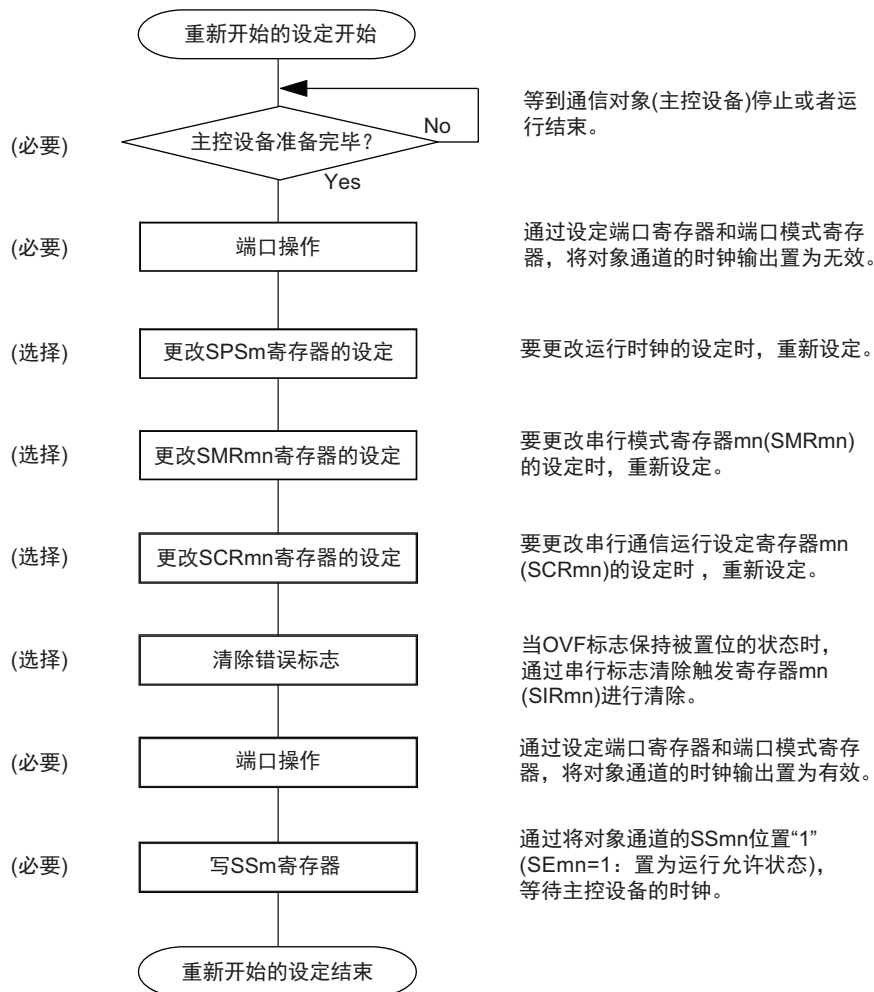 重新开始的设定开始
(必要)
主控设备准备完毕？
No
Yes
等到通信对象(主控设备)停止或者运
行结束。
(必要)
端口操作
通过设定端口寄存器和端口模式寄存
器，将对象通道的时钟输出置为无效。
(选择)
更改SPSm寄存器的设定
要更改运行时钟的设定时，重新设定。
(选择)
更改SMRmn寄存器的设定
要更改串行模式寄存器mn(SMRmn)
的设定时，重新设定。
(选择)
更改SCRmn寄存器的设定
要更改串行通信运行设定寄存器mn
(SCRmn)的设定时，重新设定。
(选择)
清除错误标志
当OVF标志保持被置位的状态时，
通过串行标志清除触发寄存器mn
(SIRmn)进行清除。
(必要)
端口操作
通过设定端口寄存器和端口模式寄存
器，将对象通道的时钟输出置为有效。
(必要)
写SSm寄存器
通过将对象通道的SSmn位置“1”
(SEmn=1：置为运行允许状态)，
等待主控设备的时钟。
重新开始的设定结束